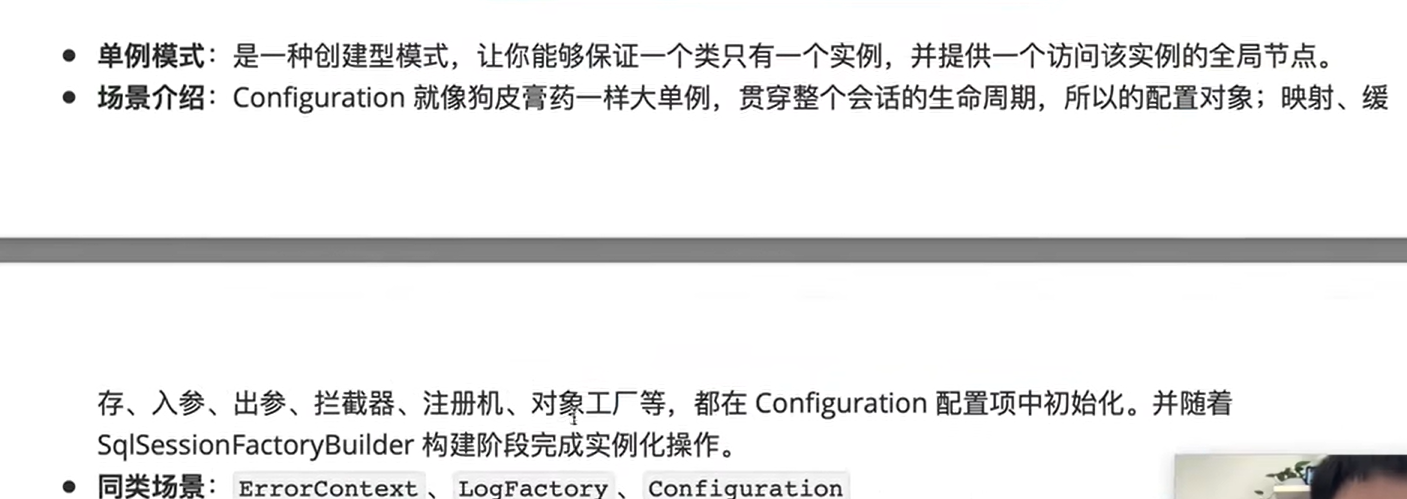 • 单例模式：是一种创建型模式，让你能够保证一个类只有一个实例，并提供一个访问该实例的全局节点。
• 场景介绍：Configuration 就像狗皮膏药一样大单例，贯穿整个会话的生命周期，所以的配置对象；映射、缓
存、入参、出参、拦截器、注册机、对象工厂等，都在 Configuration 配置项中初始化。并随着
SqlSessionFactoryBuilder 构建阶段完成实例化操作。
• 同类场景：ErrorContext、LogFactory、Configuration